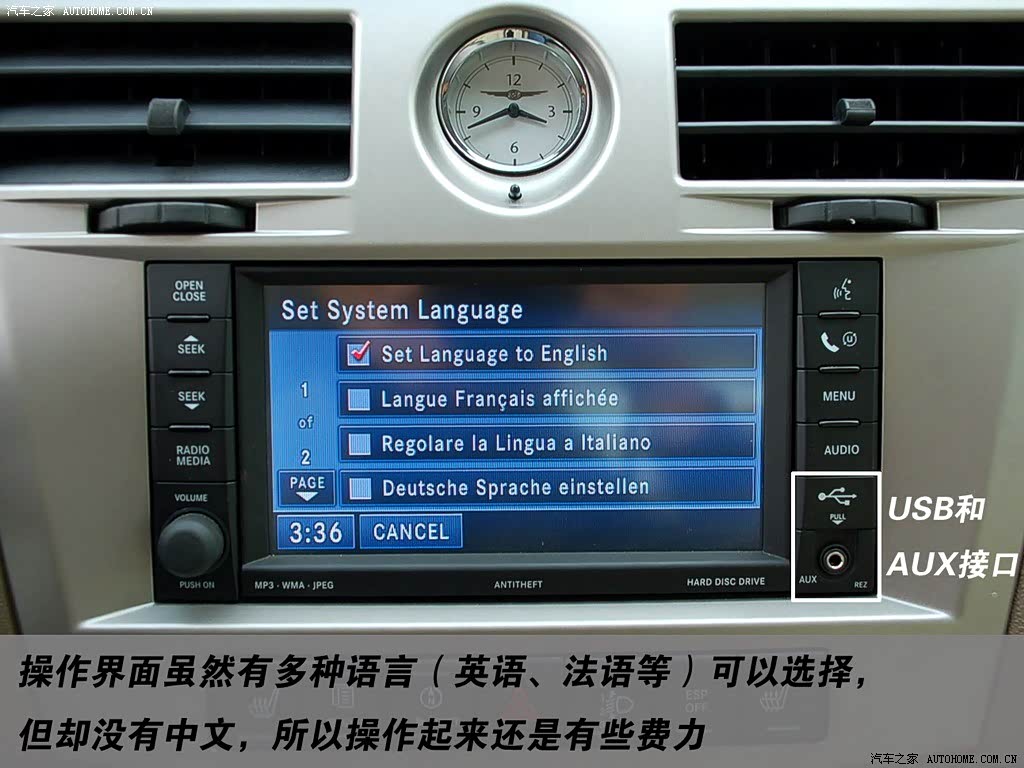 汽车之家 AUTOHOME.COM.CN
12
9
3
6
OPEN
CLOSE
SEEK
SEEK
RADIO
MEDIA
VOLUME
PUSH ON
Set System Language
Set Language to English
Langue Français affichée
Regolare la Lingua a Italiano
Deutsche Sprache einstellen
1
of
2
PAGE
3:36
CANCEL
MP3 · WMA · JPEG
ANTITHEFT
HARD DISC DRIVE
MENU
AUDIO
PULL
AUX
REZ
USB和
AUX接口
操作界面虽然有多种语言（英语、法语等）可以选择，
但却没有中文，所以操作起来还是有些费力
ESP
OFF
汽车之家 AUTOHOME.COM.CN